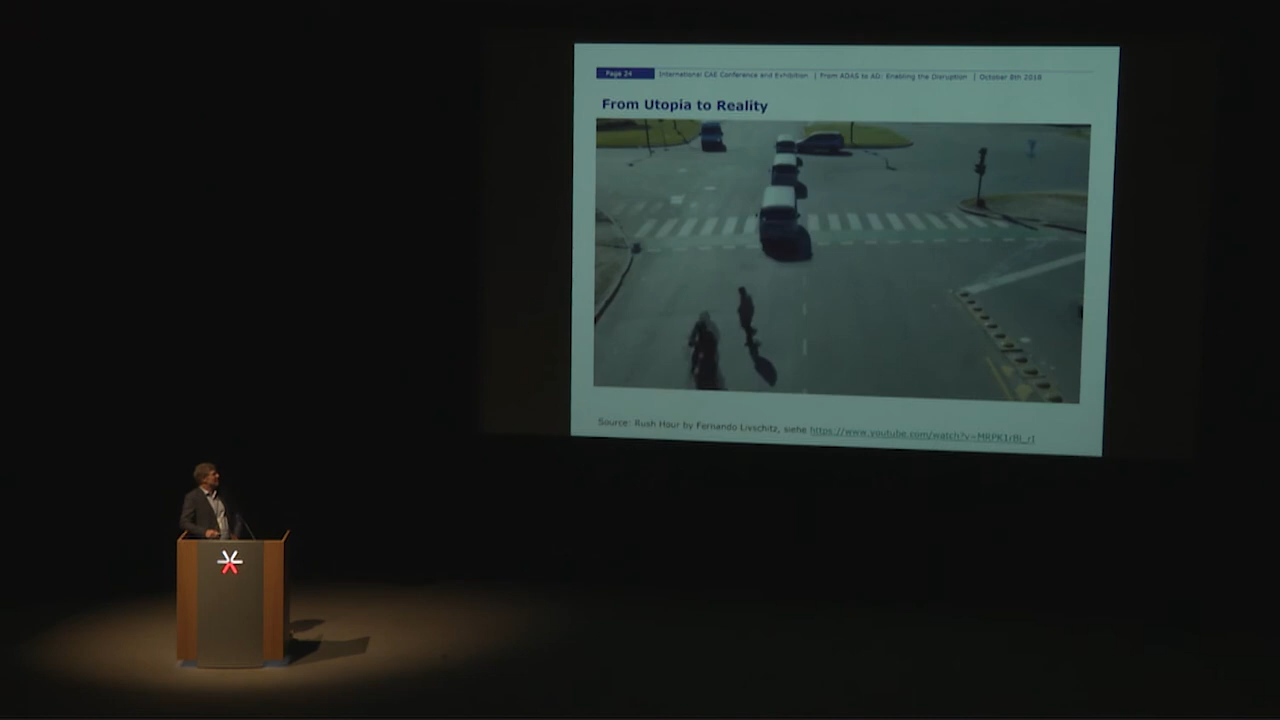 Page 24
International CAE Conference and Exhibition | From ADAS to AD: Enabling the Disruption | October 8th 2018
From Utopia to Reality
Source: Rush Hour by Fernando Livschitz, siehe https://www.youtube.com/watch?v=